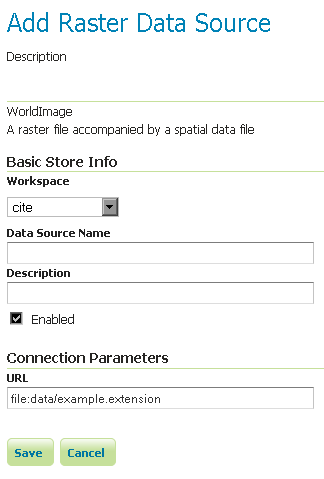 Add Raster Data Source
Description
WorldImage
A raster file accompanied by a spatial data file
Basic Store Info
Workspace
cite
Data Source Name
Description
Enabled
Connection Parameters
URL
file:data/example.extension
Save Cancel